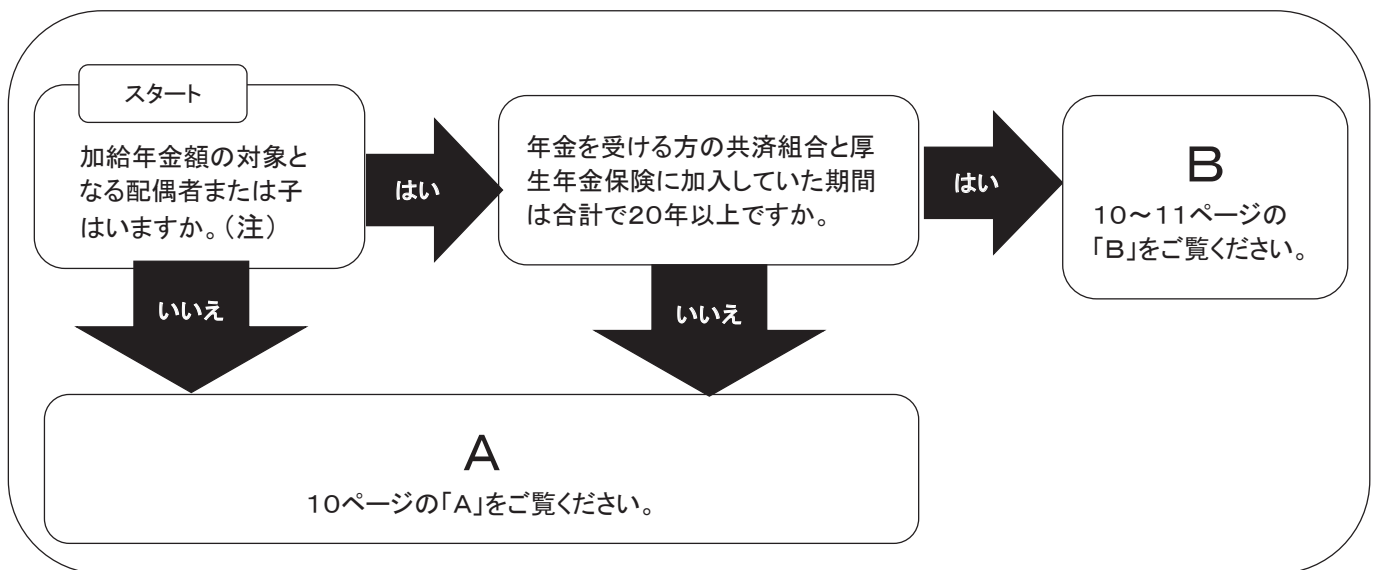 スタート
加給年金額の対象と
なる配偶者または子
はいますか。（注）
はい
年金を受ける方の共済組合と厚
生年金保険に加入していた期間
は合計で２０年以上ですか。
はい
Ｂ
１０～１１ページの
「Ｂ」をご覧ください。
いいえ
いいえ
Ａ
１０ページの「Ａ」をご覧ください。